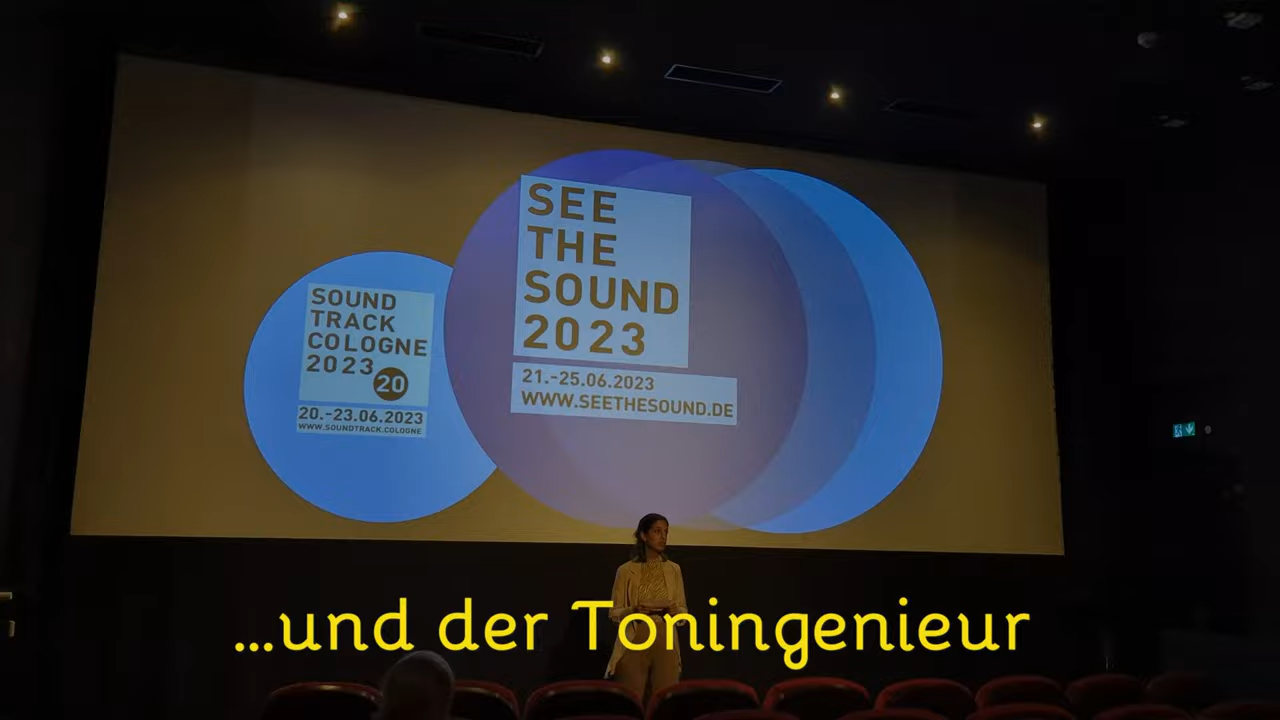 SOUND
TRACK
COLOGNE
2023 20
20.-23.06.2023
WWW.SOUNDTRACK.COLOGNE
SEE
THE
SOUND
2023
21.-25.06.2023
WWW.SEETHESOUND.DE
...und der Toningenieur